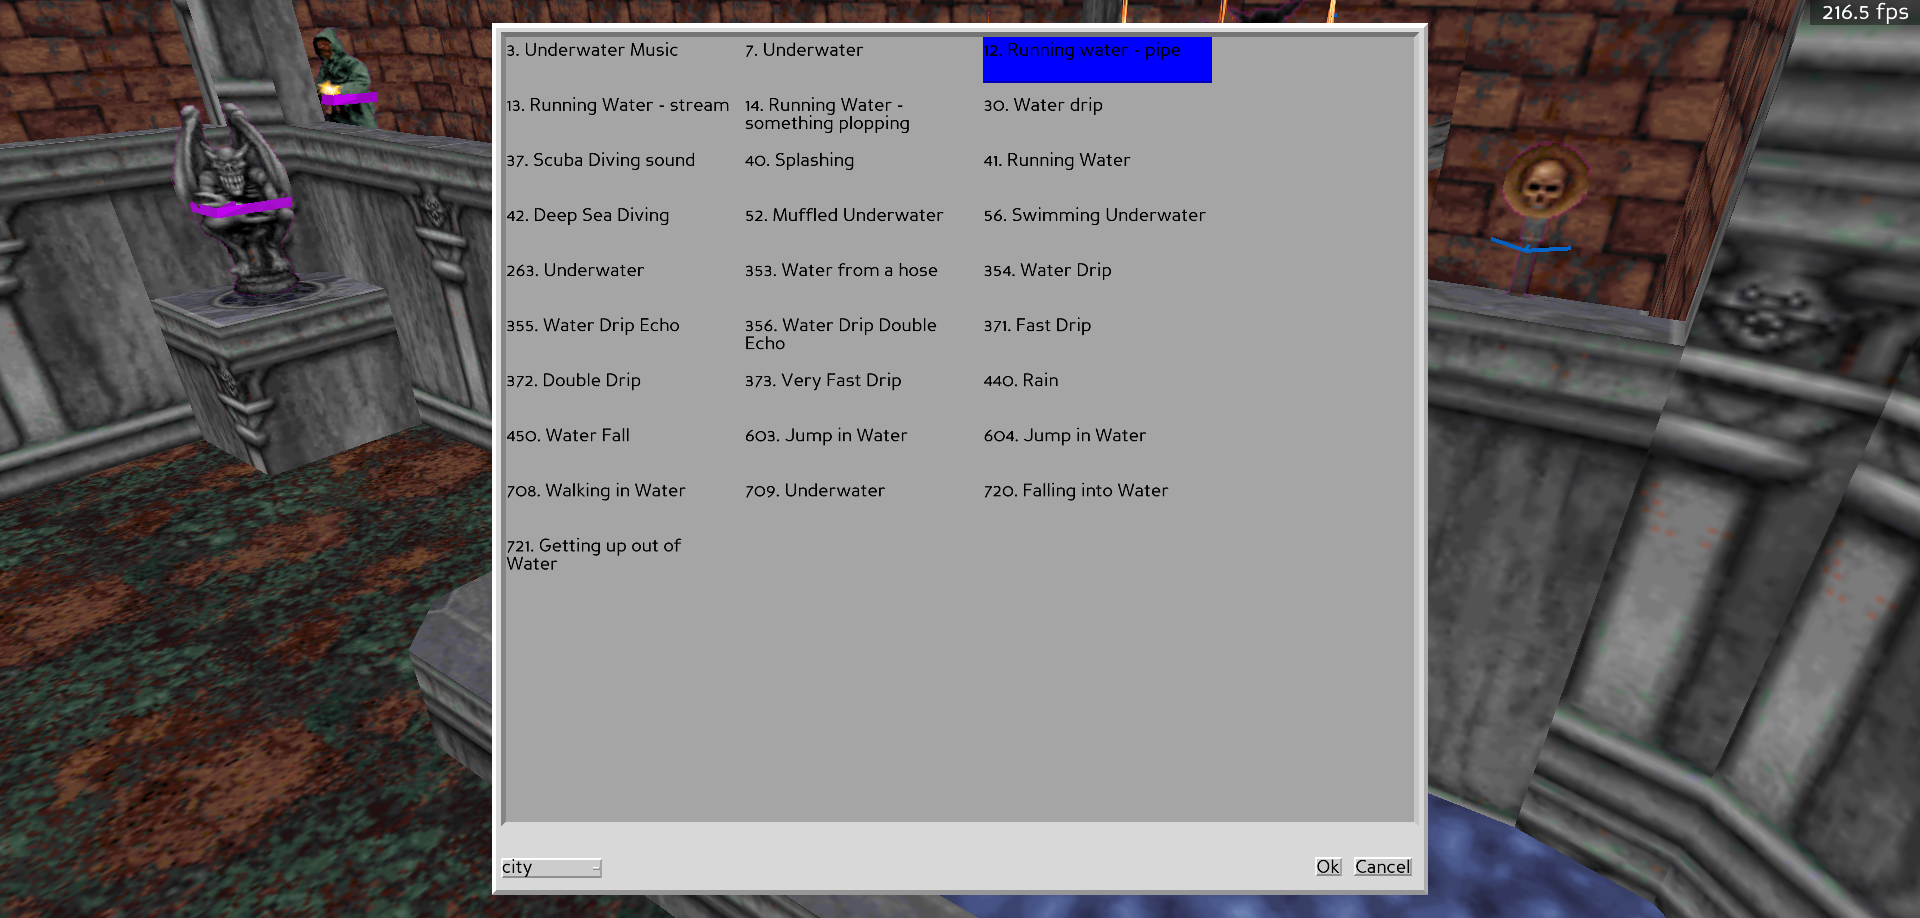 216.5 fps
3. Underwater Music
7. Underwater
12. Running water - pipe
13. Running Water - stream
14. Running Water -
something plopping
30. Water drip
37. Scuba Diving sound
40. Splashing
41. Running Water
42. Deep Sea Diving
52. Muffled Underwater
56. Swimming Underwater
263. Underwater
353. Water from a hose
354. Water Drip
355. Water Drip Echo
356. Water Drip Double
Echo
371. Fast Drip
372. Double Drip
373. Very Fast Drip
440. Rain
450. Water Fall
603. Jump in Water
604. Jump in Water
708. Walking in Water
709. Underwater
720. Falling into Water
721. Getting up out of
Water
city
Ok
Cancel